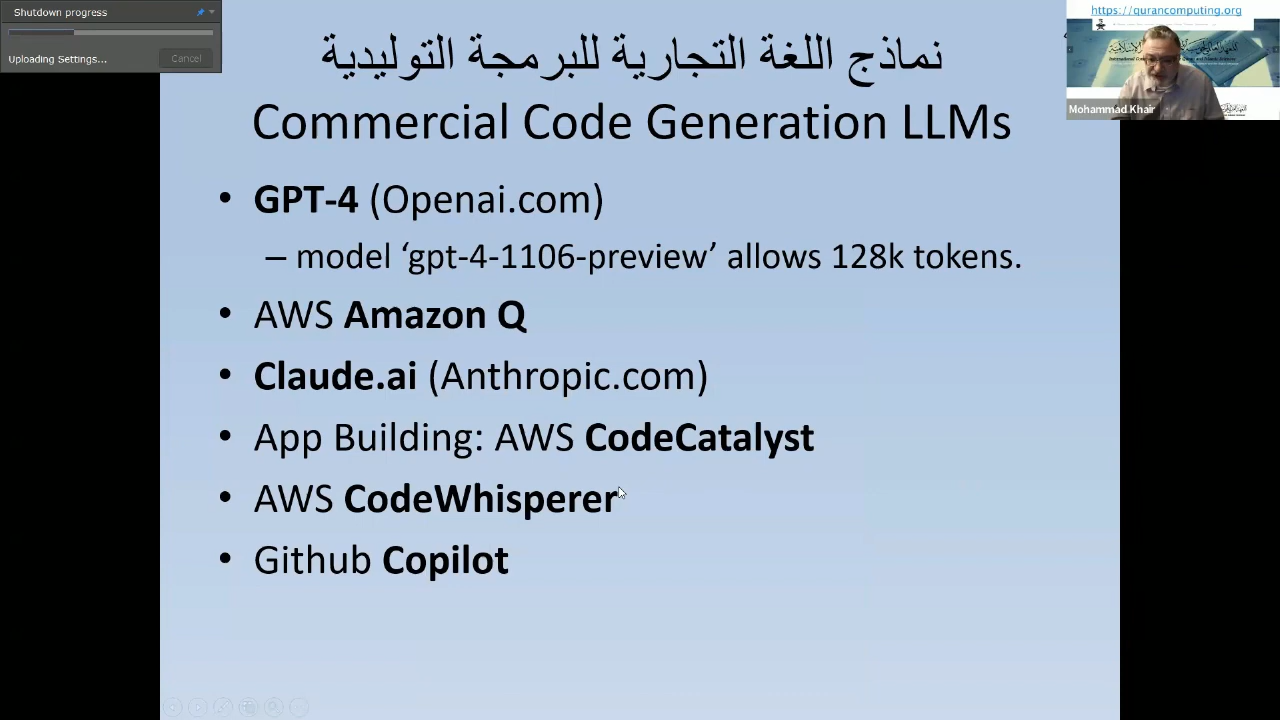 Shutdown progress
Uploading Settings...
Cancel
https://qurancomputing.org
Mohammad Khair
نماذج اللغة التجارية للبرمجة التوليدية
Commercial Code Generation LLMs
• GPT-4 (Openai.com)
– model ‘gpt-4-1106-preview’ allows 128k tokens.
• AWS Amazon Q
• Claude.ai (Anthropic.com)
• App Building: AWS CodeCatalyst
• AWS CodeWhisperer
• Github Copilot